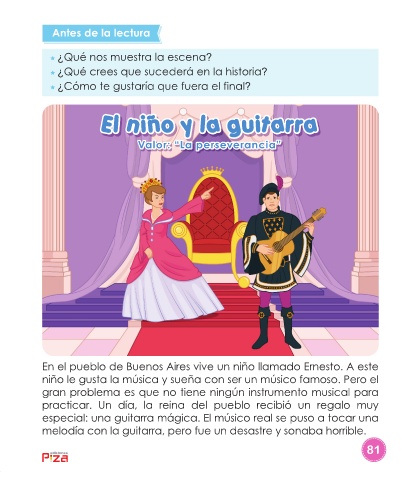 Antes de la lectura
¿Qué nos muestra la escena?
¿Qué crees que sucederá en la historia?
¿Cómo te gustaría que fuera el final?
El niño y la guitarra
Valor: “La perseverancia”
En el pueblo de Buenos Aires vive un niño llamado Ernesto. A este
niño le gusta la música y sueña con ser un músico famoso. Pero el
gran problema es que no tiene ningún instrumento musical para
practicar. Un día, la reina del pueblo recibió un regalo muy
especial: una guitarra mágica. El músico real se puso a tocar una
melodía con la guitarra, pero fue un desastre y sonaba horrible.
81
P'za